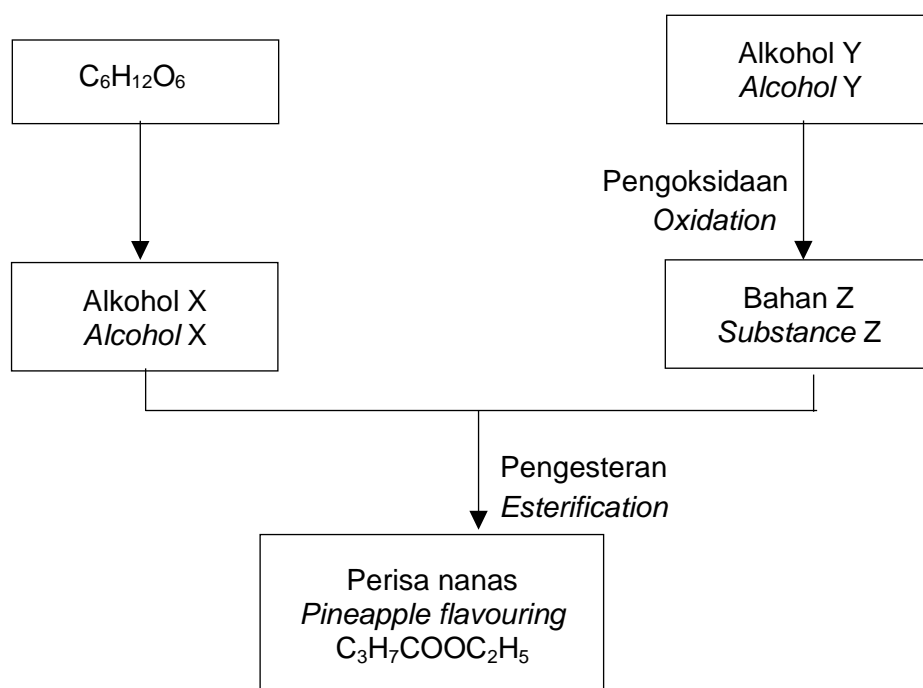 C₆H₁₂O₆
Alkohol Y
Alcohol Y
Pengoksidaan
Oxidation
Alkohol X
Alcohol X
Bahan Z
Substance Z
Pengesteran
Esterification
Perisa nanas
Pineapple flavouring
C₃H₇COOC₂H₅